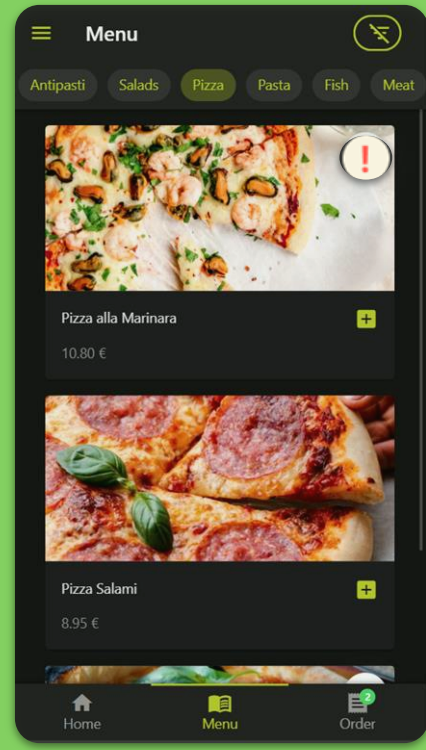 Menu
Antipasti Salads Pizza Pasta Fish Meat
❗
Pizza alla Marinara
10.80 €
Pizza Salami
8.95 €
2
Home Menu Order